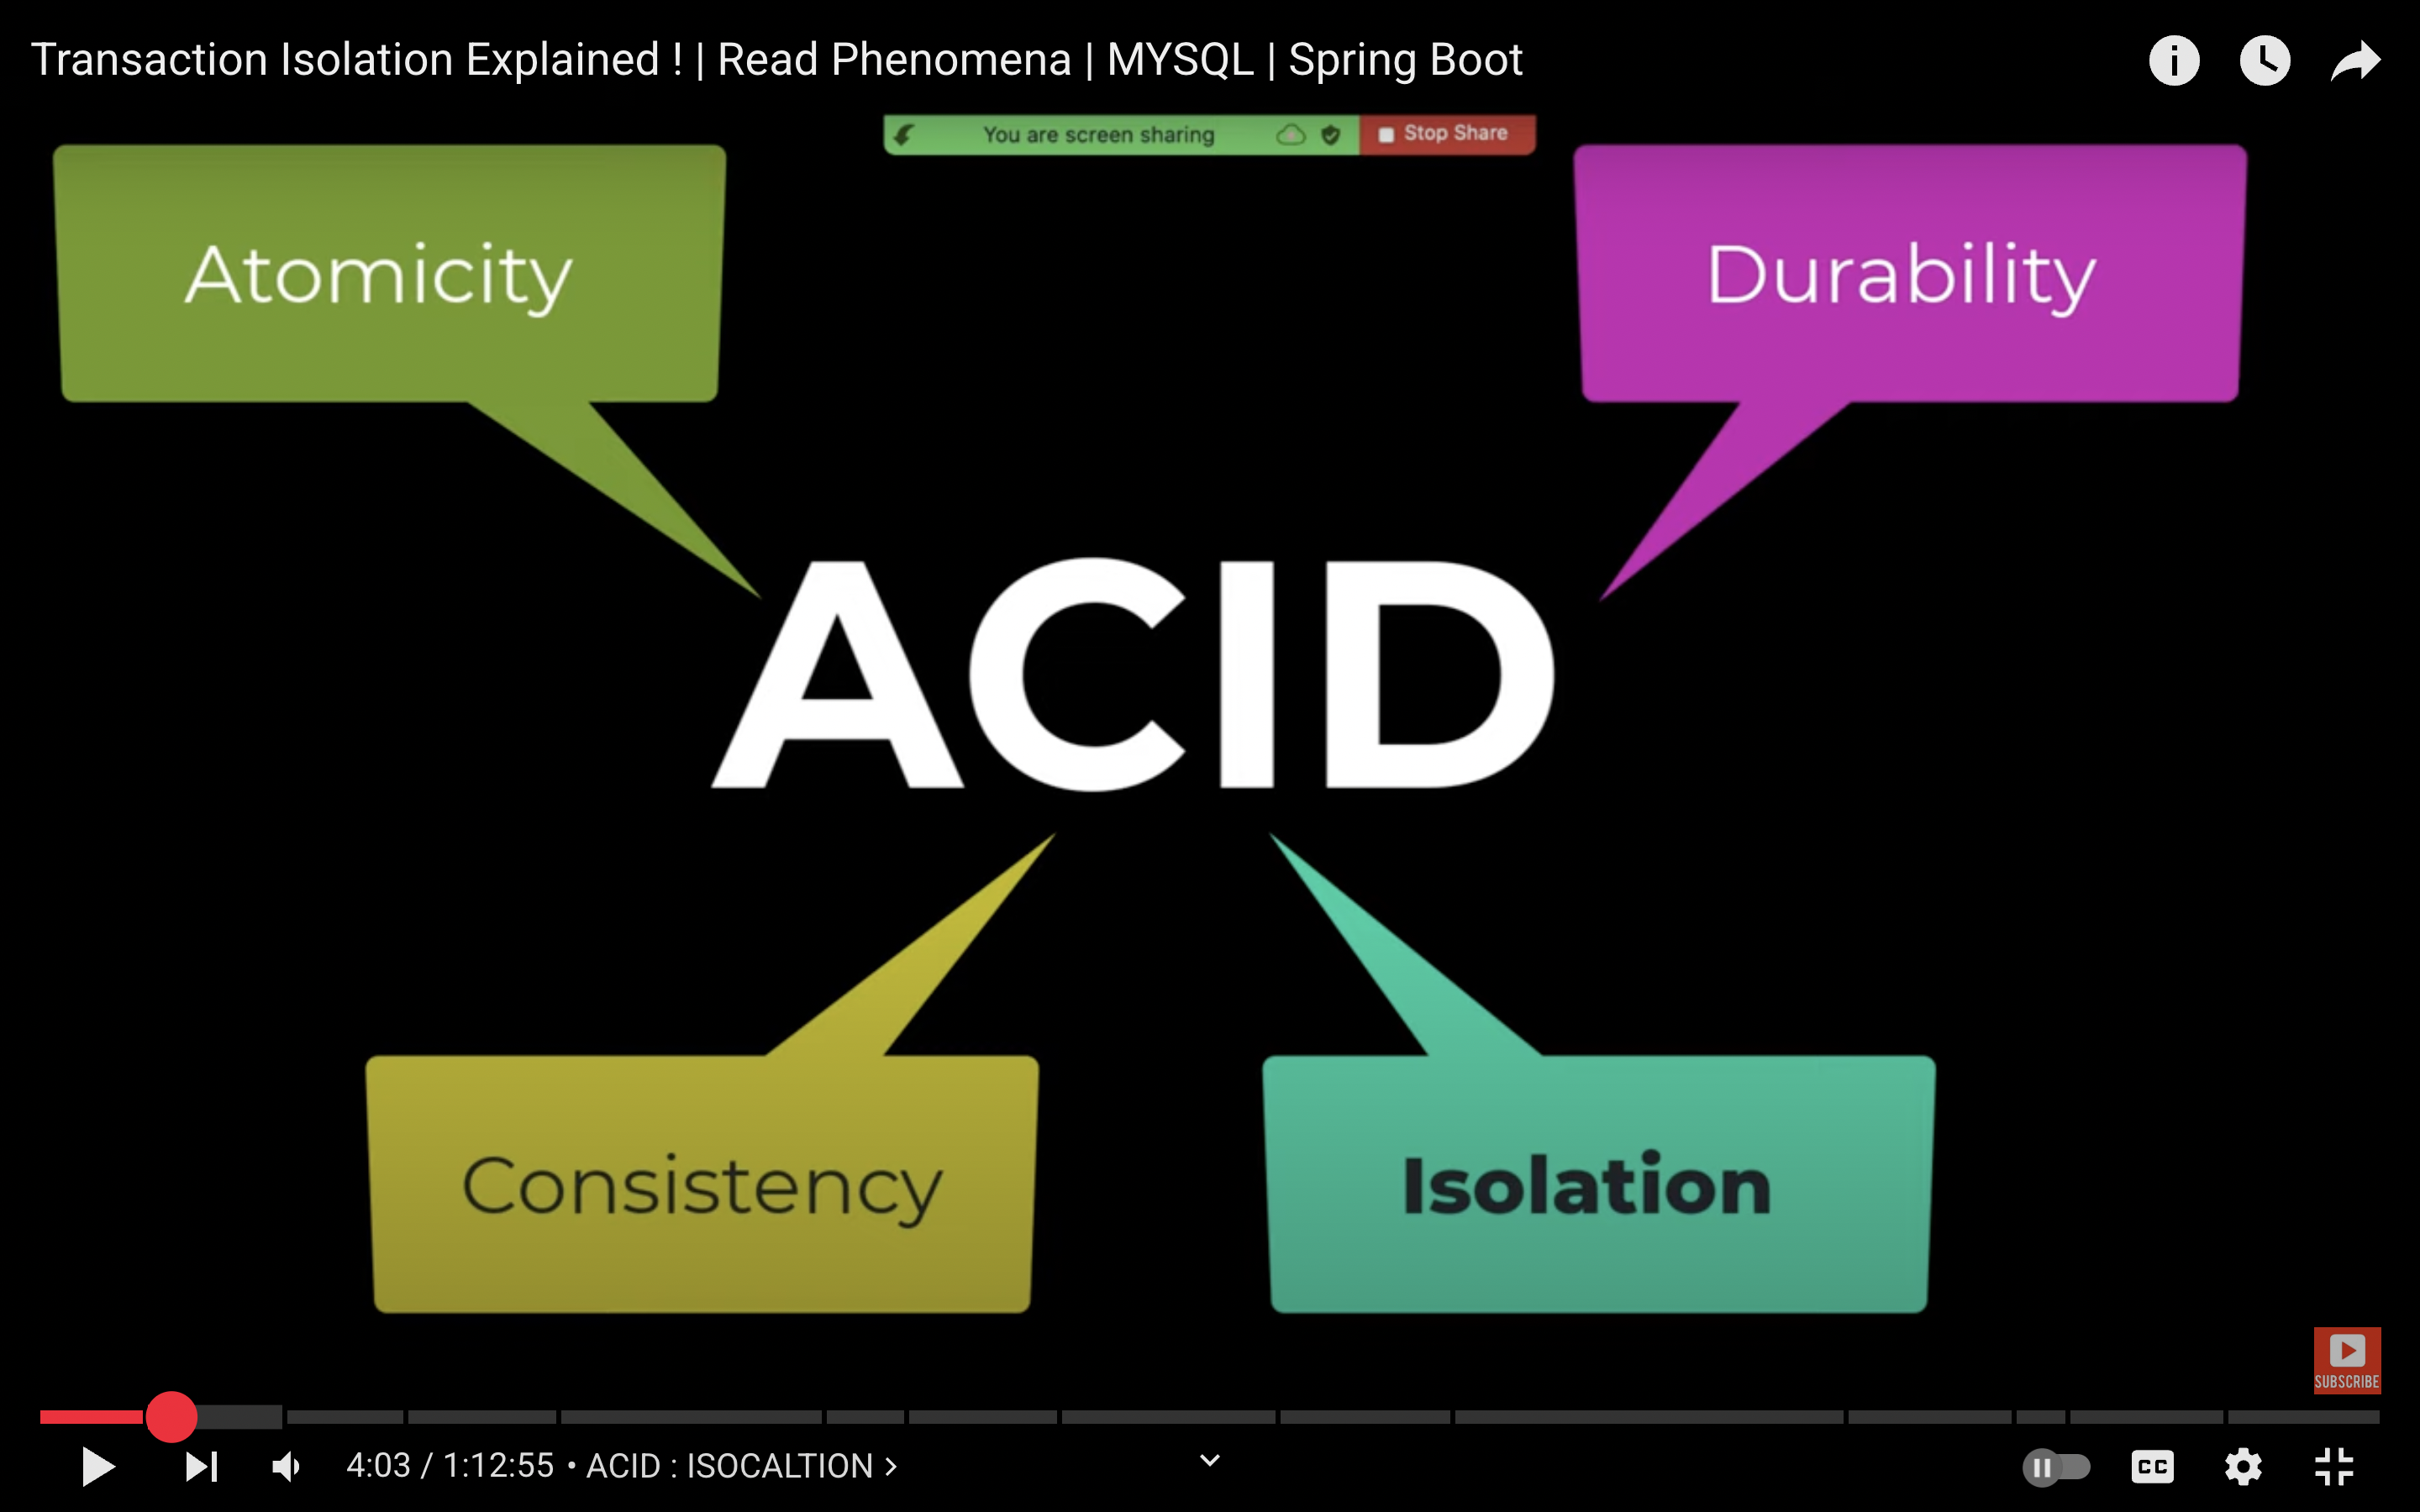 Transaction Isolation Explained ! | Read Phenomena | MYSQL | Spring Boot
You are screen sharing
Stop Share
Atomicity
Durability
ACID
Consistency
Isolation
SUBSCRIBE
4:03 / 1:12:55 • ACID : ISOCALTION >
CC